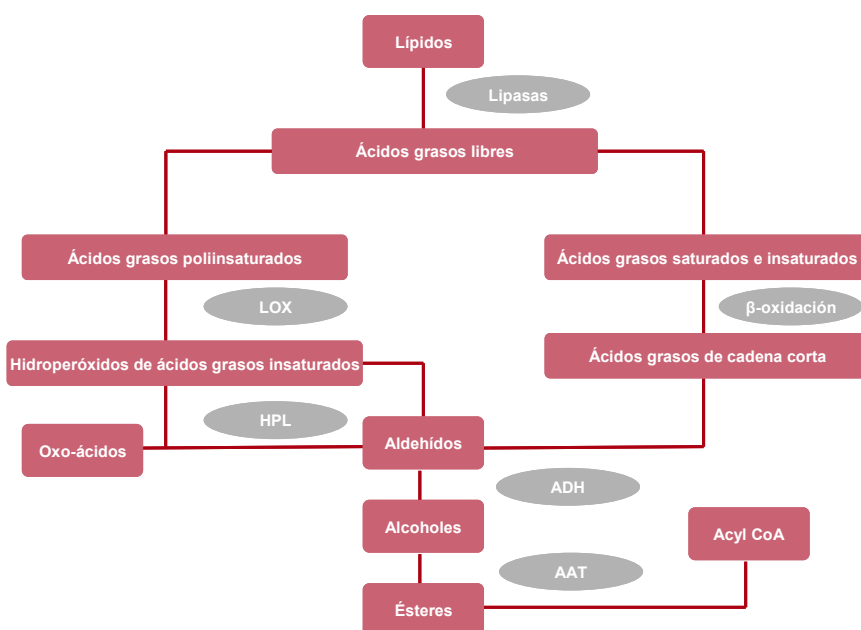 Lípidos
Lipasas
Ácidos grasos libres
Ácidos grasos poliinsaturados
Ácidos grasos saturados e insaturados
LOX
β-oxidación
Hidroperóxidos de ácidos grasos insaturados
Ácidos grasos de cadena corta
HPL
Oxo-ácidos
Aldehídos
ADH
Alcoholes
Acyl CoA
AAT
Ésteres